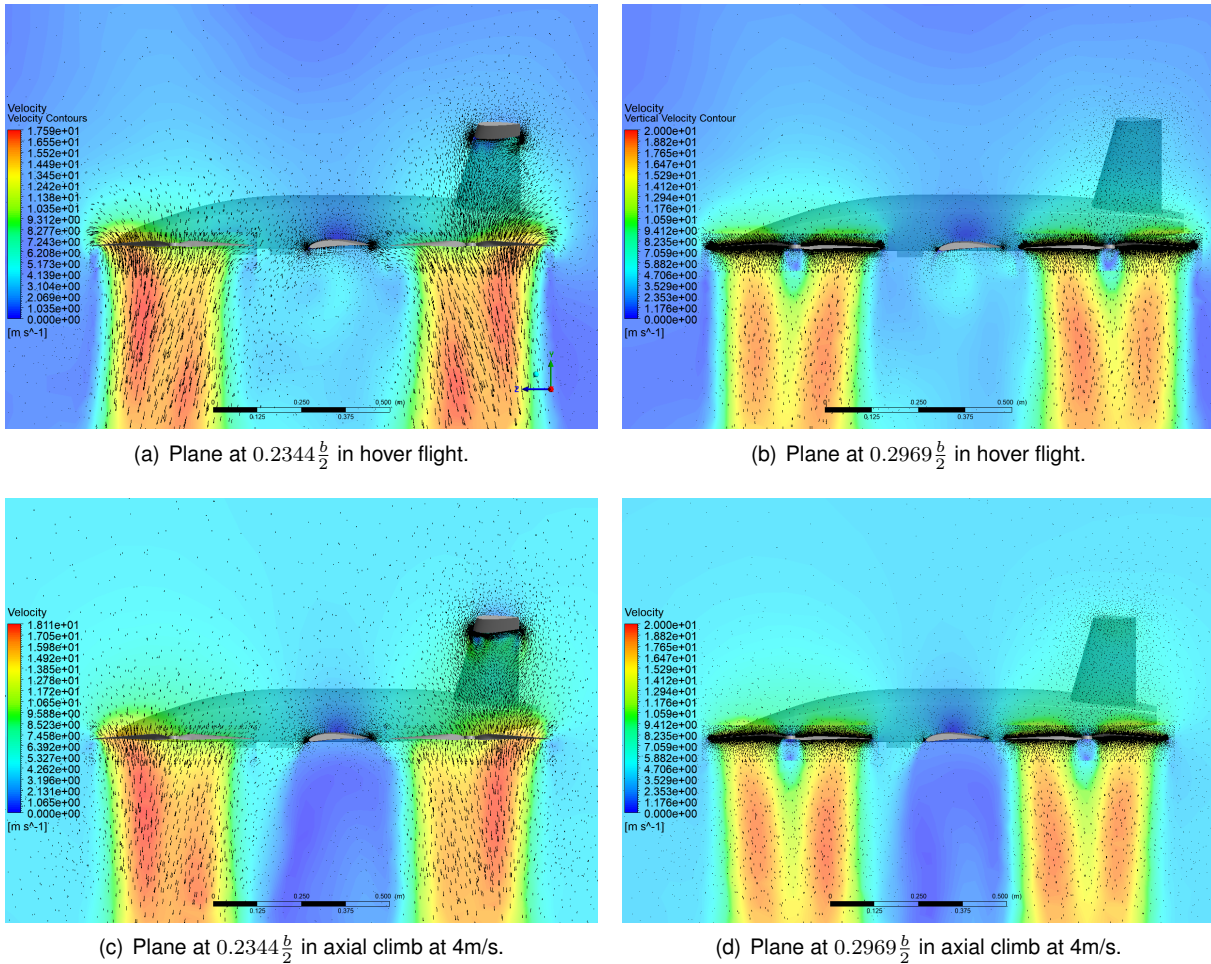 Velocity
Velocity Contours
1.759e+01
1.655e+01
1.552e+01
1.449e+01
1.345e+01
1.242e+01
1.138e+01
1.035e+01
9.312e+00
8.277e+00
7.243e+00
6.208e+00
5.173e+00
4.139e+00
3.104e+00
2.069e+00
1.035e+00
0.000e+00
[m s^-1]
0
0.250
0.500
(m)
0.125
0.375
Y
Z
(a) Plane at 0.2344 b/2 in hover flight.
Velocity
Vertical Velocity Contour
2.000e+01
1.882e+01
1.765e+01
1.647e+01
1.529e+01
1.412e+01
1.294e+01
1.176e+01
1.059e+01
9.412e+00
8.235e+00
7.059e+00
5.882e+00
4.706e+00
3.529e+00
2.353e+00
1.176e+00
0.000e+00
[m s^-1]
0
0.250
0.500
(m)
0.125
0.375
(b) Plane at 0.2969 b/2 in hover flight.
Velocity
1.811e+01
1.705e+01
1.598e+01
1.492e+01
1.385e+01
1.278e+01
1.172e+01
1.065e+01
9.588e+00
8.523e+00
7.458e+00
6.392e+00
5.327e+00
4.262e+00
3.196e+00
2.131e+00
1.065e+00
0.000e+00
[m s^-1]
0
0.250
0.500
(m)
0.125
0.375
(c) Plane at 0.2344 b/2 in axial climb at 4m/s.
Velocity
2.000e+01
1.882e+01
1.765e+01
1.647e+01
1.529e+01
1.412e+01
1.294e+01
1.176e+01
1.059e+01
9.412e+00
8.235e+00
7.059e+00
5.882e+00
4.706e+00
3.529e+00
2.353e+00
1.176e+00
0.000e+00
[m s^-1]
0
0.250
0.500
(m)
0.125
0.375
(d) Plane at 0.2969 b/2 in axial climb at 4m/s.